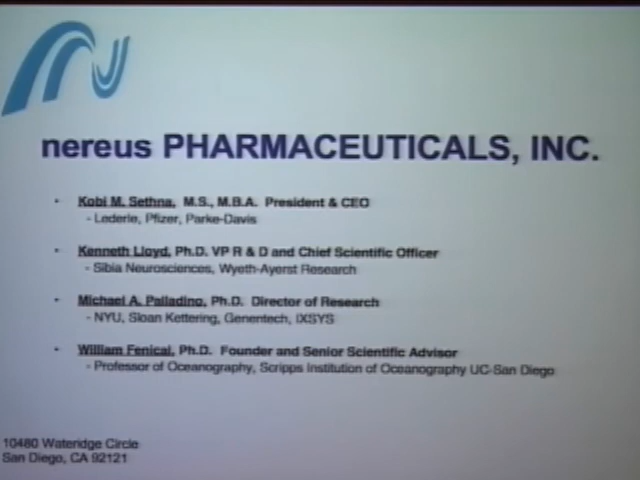 nereus PHARMACEUTICALS, INC.
• Kobi M. Sethna, M.S., M.B.A. President & CEO
- Lederle, Pfizer, Parke-Davis
• Kenneth Lloyd, Ph.D. VP R & D and Chief Scientific Officer
- Sibia Neurosciences, Wyeth-Ayerst Research
• Michael A. Palladino, Ph.D. Director of Research
- NYU, Sloan Kettering, Genentech, IXSYS
• William Fenical, Ph.D. Founder and Senior Scientific Advisor
- Professor of Oceanography, Scripps Institution of Oceanography UC-San Diego
10480 Wateridge Circle
San Diego, CA 92121